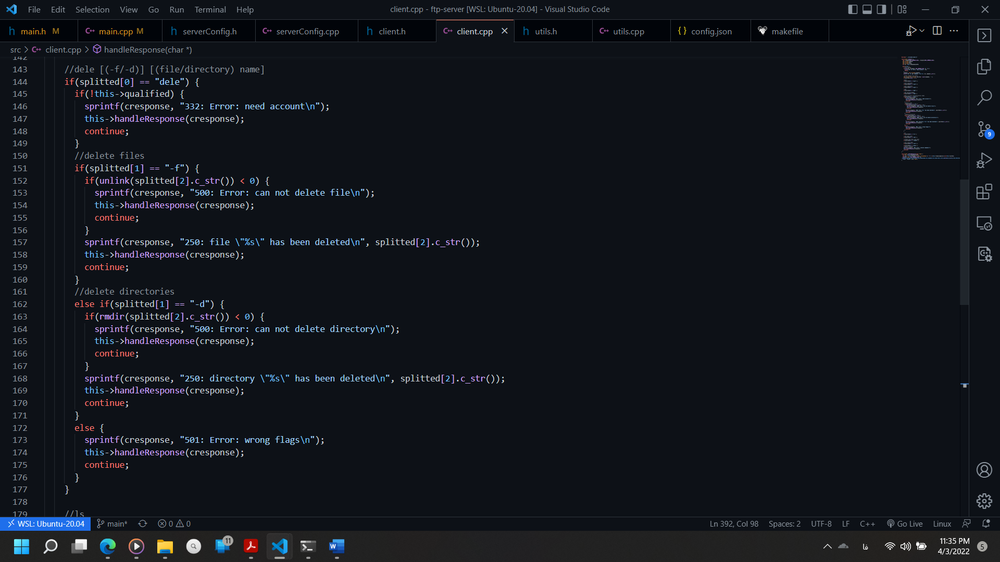 File Edit Selection View Go Run Terminal Help
client.cpp - ftp-server [WSL: Ubuntu-20.04] - Visual Studio Code
h main.h M
C++ main.cpp M
h serverConfig.h
C++ serverConfig.cpp
h client.h
C++ client.cpp
h utils.h
C++ utils.cpp
{} config.json
makefile
src > C++ client.cpp > handleResponse(char *)
142
143 //dele [(-f/-d)] [(file/directory) name]
144 if(splitted[0] == "dele") {
145 if(!this->qualified) {
146 sprintf(cresponse, "332: Error: need account\n");
147 this->handleResponse(cresponse);
148 continue;
149 }
150 //delete files
151 if(splitted[1] == "-f") {
152 if(unlink(splitted[2].c_str()) < 0) {
153 sprintf(cresponse, "500: Error: can not delete file\n");
154 this->handleResponse(cresponse);
155 continue;
156 }
157 sprintf(cresponse, "250: file \"%s\" has been deleted\n", splitted[2].c_str());
158 this->handleResponse(cresponse);
159 continue;
160 }
161 //delete directories
162 else if(splitted[1] == "-d") {
163 if(rmdir(splitted[2].c_str()) < 0) {
164 sprintf(cresponse, "500: Error: can not delete directory\n");
165 this->handleResponse(cresponse);
166 continue;
167 }
168 sprintf(cresponse, "250: directory \"%s\" has been deleted\n", splitted[2].c_str());
169 this->handleResponse(cresponse);
170 continue;
171 }
172 else {
173 sprintf(cresponse, "501: Error: wrong flags\n");
174 this->handleResponse(cresponse);
175 continue;
176 }
177 }
178
179 //ls
9
WSL: Ubuntu-20.04 main* 0 0 Ln 392, Col 98 Spaces: 2 UTF-8 LF C++ Go Live Linux
11
فا
11:35 PM
4/3/2022
5